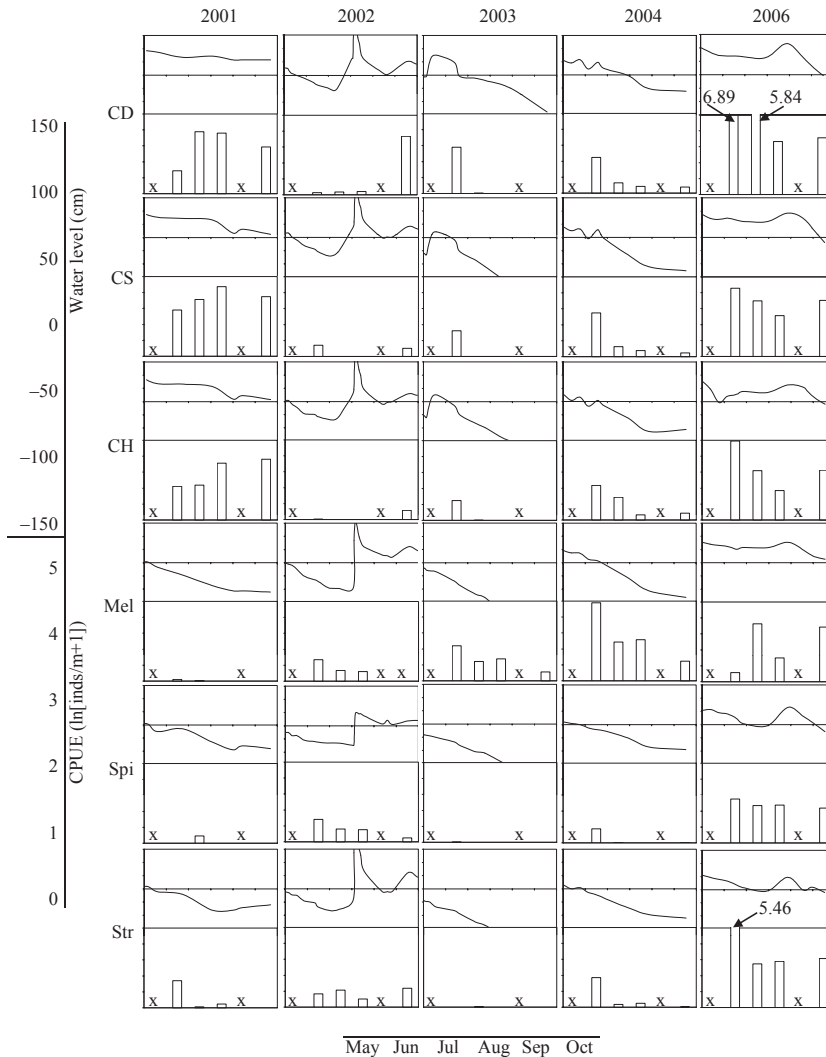 2001 2002 2003 2004 2006
CD
6.89 5.84
x x x x x x x x x x
CS
x x x x x x x x x x
CH
x x x x x x x x x x
Mel
x x x x x x x x x x
Spi
x x x x x x x x x x
Str
5.46
x x x x x x x x x x
150
100
50
0
−50
−100
−150
Water level (cm)
5
4
3
2
1
0
CPUE (ln[inds/m+1])
May Jun Jul Aug Sep Oct